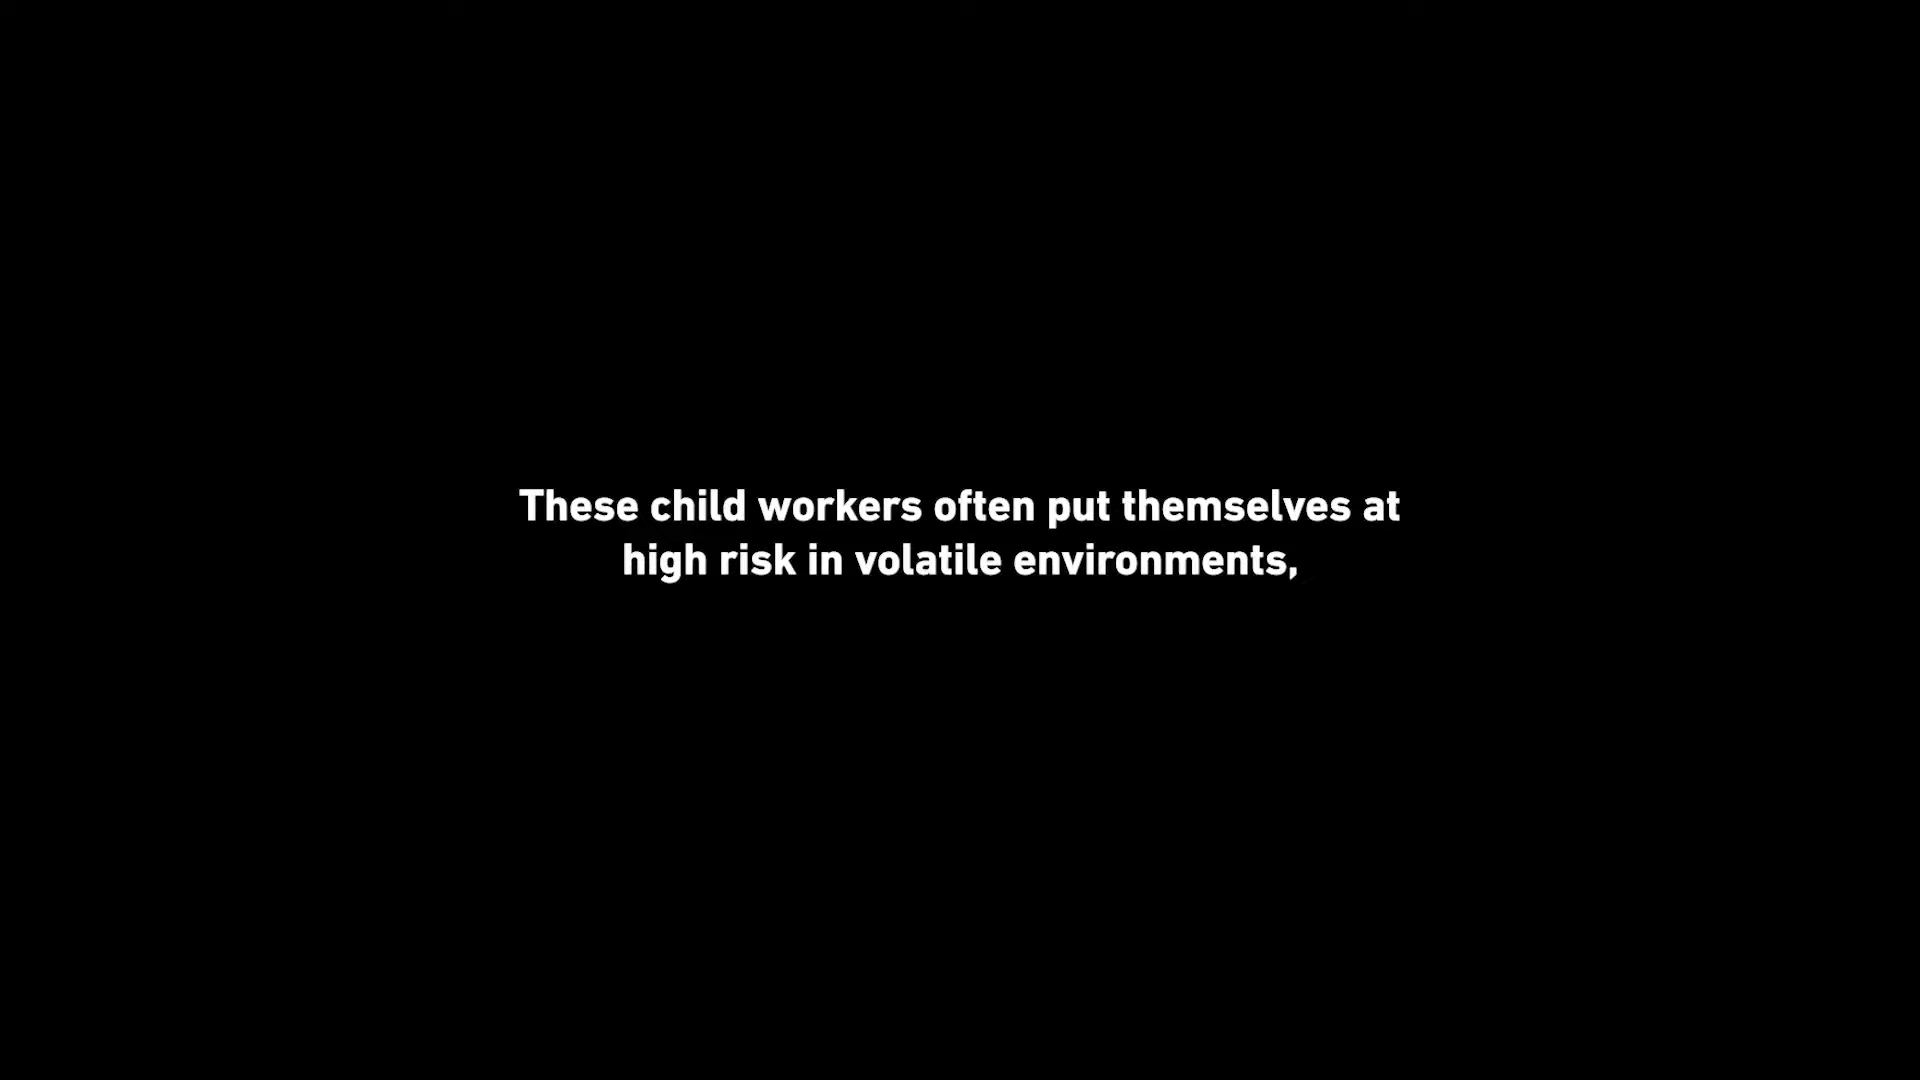 These child workers often put themselves at
high risk in volatile environments,